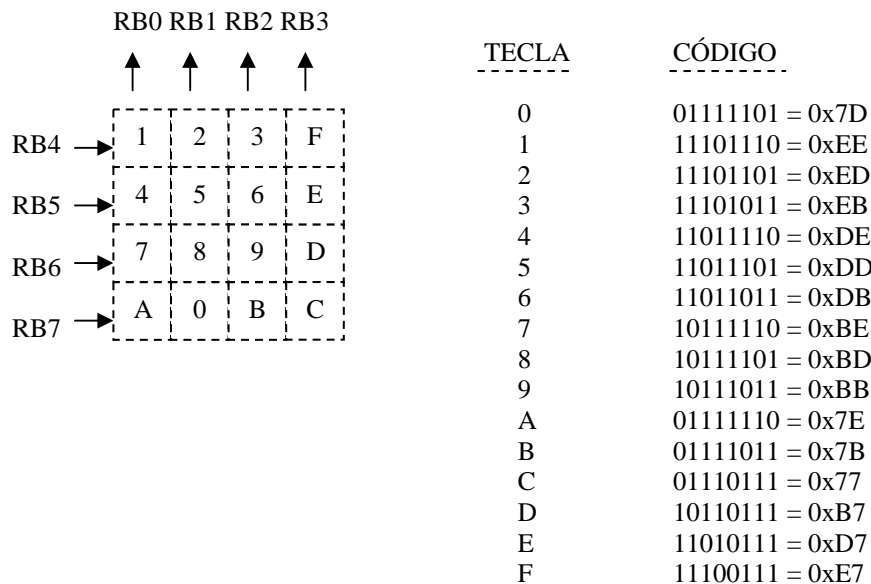 RB0 RB1 RB2 RB3
RB4 1 2 3 F
RB5 4 5 6 E
RB6 7 8 9 D
RB7 A 0 B C
TECLA CÓDIGO
0 01111101 = 0x7D
1 11101110 = 0xEE
2 11101101 = 0xED
3 11101011 = 0xEB
4 11011110 = 0xDE
5 11011101 = 0xDD
6 11011011 = 0xDB
7 10111110 = 0xBE
8 10111101 = 0xBD
9 10111011 = 0xBB
A 01111110 = 0x7E
B 01111011 = 0x7B
C 01110111 = 0x77
D 10110111 = 0xB7
E 11010111 = 0xD7
F 11100111 = 0xE7